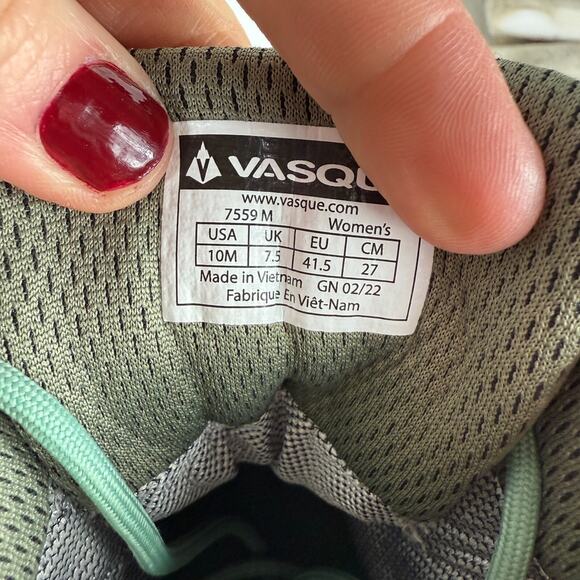 VASQU
www.vasque.com
7559 M Women's
USA UK EU CM
10M 7.5 41.5 27
Made in Vietnam GN 02/22
Fabrique En Viêt-Nam